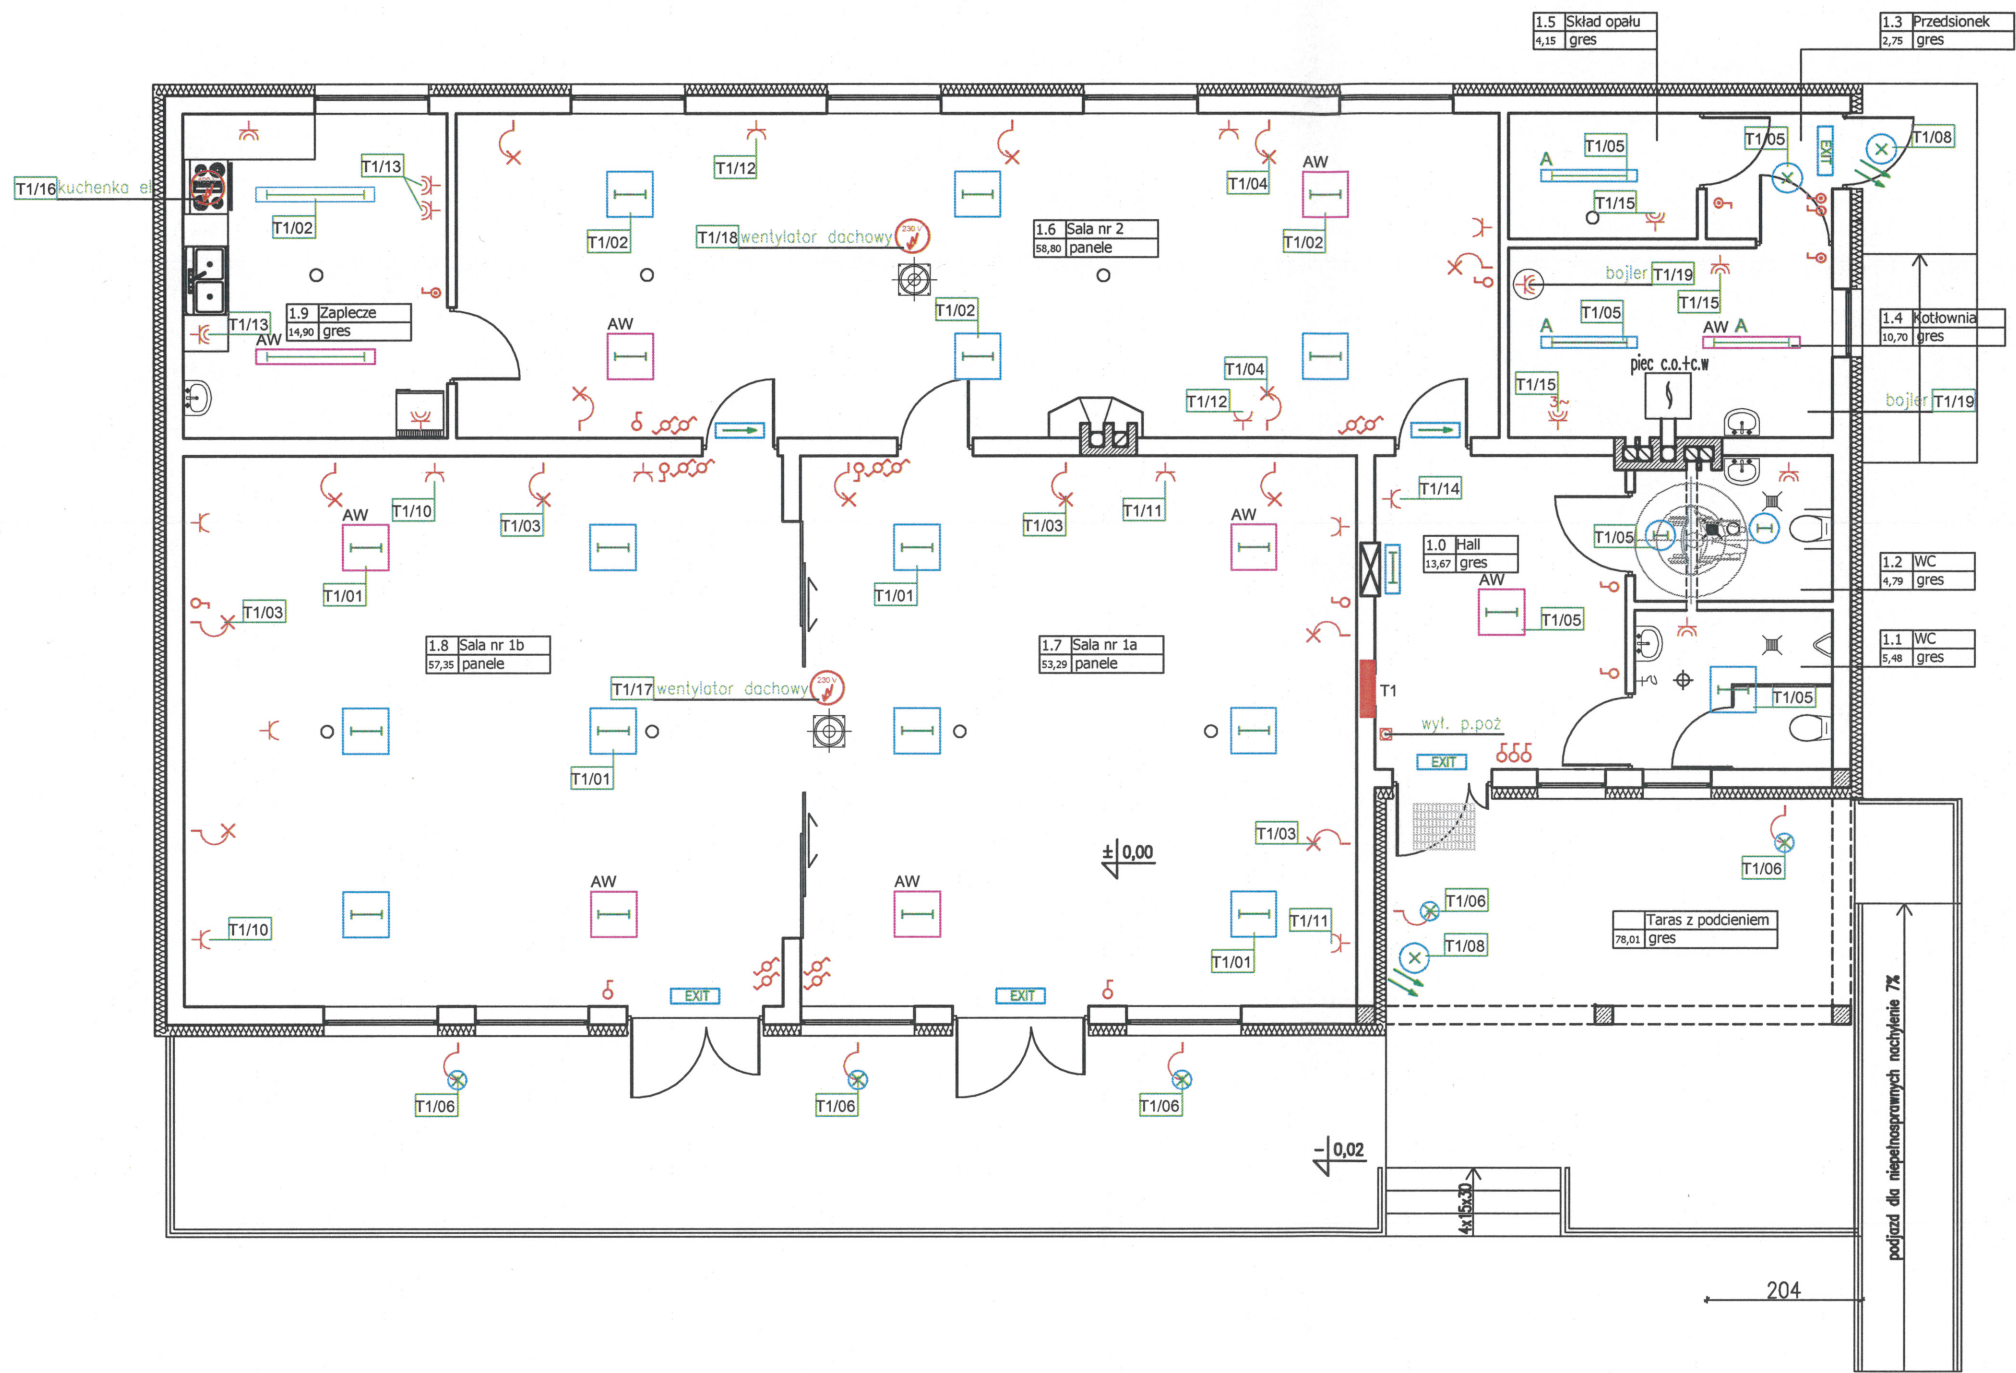 1.5 Skład opału
4,15 gres
1.3 Przedsionek
2,75 gres
T1/16 kuchenka el
T1/13
T1/02
T1/12
T1/02
T1/18 wentylator dachowy
230 V
1.6 Sala nr 2
58,80 panele
T1/04
AW
T1/02
A
T1/05
T1/15
T1/05
EXIT
T1/08
bojler T1/19
T1/15
1.9 Zaplecze
14,90 gres
T1/13
AW
AW
T1/02
A
T1/05
AW A
1.4 Kotłownia
10,70 gres
piec c.o.+c.w
T1/04
T1/12
T1/15
bojler T1/19
T1/10
T1/03
T1/11
T1/03
T1/14
AW
AW
T1/01
T1/01
T1/03
1.0 Hall
13,67 gres
AW
T1/05
T1/05
1.2 WC
4,79 gres
1.8 Sala nr 1b
57,35 panele
1.7 Sala nr 1a
53,29 panele
1.1 WC
5,48 gres
T1/17 wentylator dachowy
230 V
T1
T1/05
wył. p.poż
T1/01
EXIT
± 0,00
T1/03
T1/06
AW
AW
T1/10
T1/11
T1/01
T1/06
T1/08
Taras z podcieniem
78,01 gres
EXIT
EXIT
T1/06
T1/06
T1/06
- 0,02
4x15x30
podjazd dla niepełnosprawnych nachylenie 7%
204